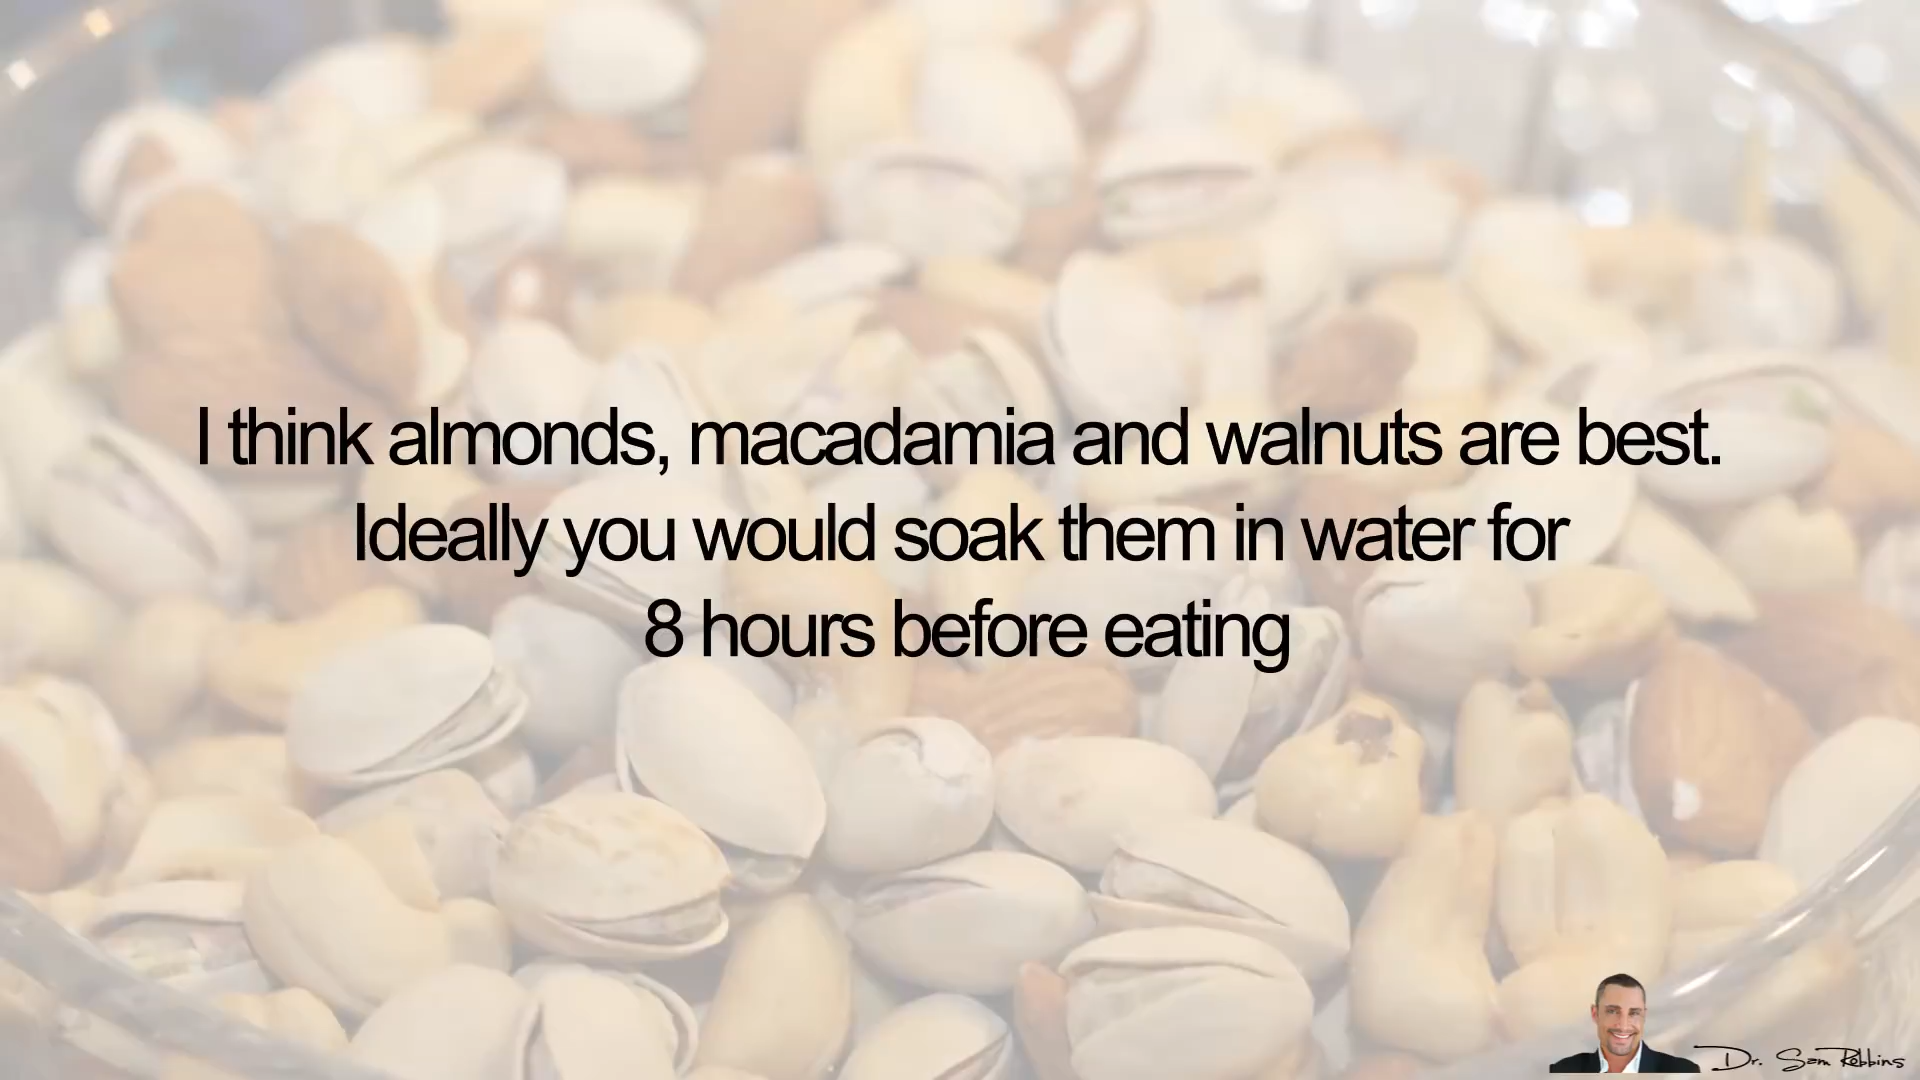 I think almonds, macadamia and walnuts are best.
Ideally you would soak them in water for
8 hours before eating
Dr. Sam Robbins